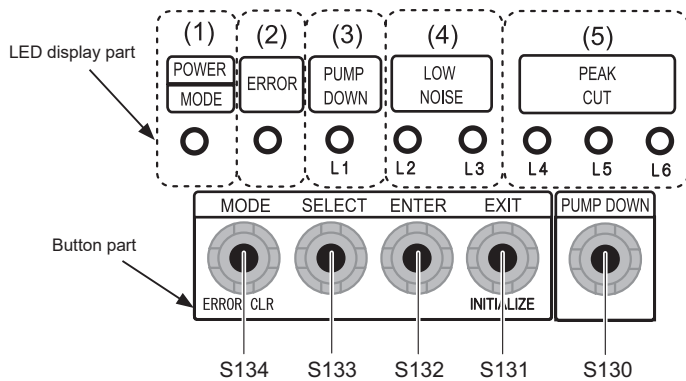 (1) (2) (3) (4) (5)
LED display part
POWER
MODE
ERROR
PUMP
DOWN
LOW
NOISE
PEAK
CUT
L1 L2 L3 L4 L5 L6
MODE SELECT ENTER EXIT PUMP DOWN
Button part
ERROR CLR INITIALIZE
S134 S133 S132 S131 S130